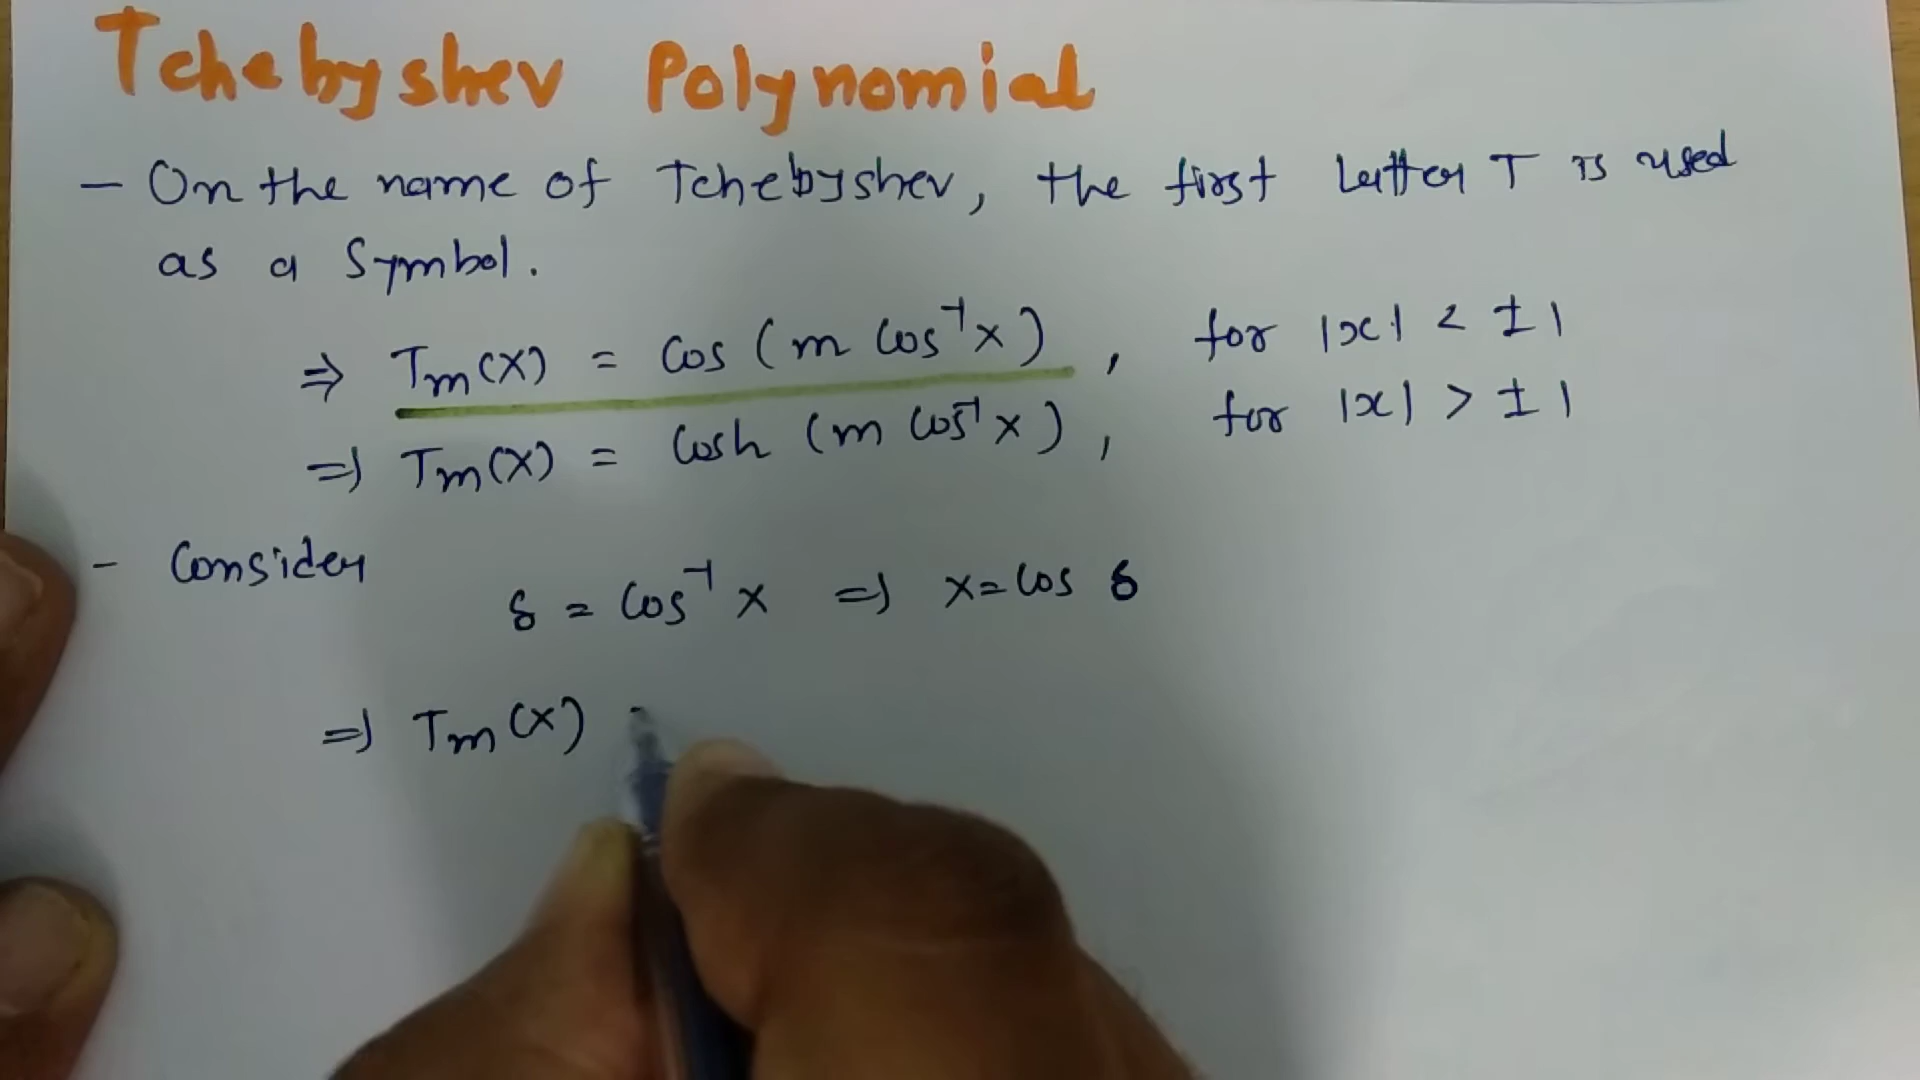 Tchebyshev Polynomial
- On the name of Tchebyshev, the first Letter T is used
as a Symbol.
⇒ Tm(x) = Cos (m Cos⁻¹x) , for |x| < ±1
⇒ Tm(x) = Cosh (m Cos⁻¹x) , for |x| > ±1
- Consider
δ = Cos⁻¹ x ⇒ x = Cos δ
⇒ Tm(x)